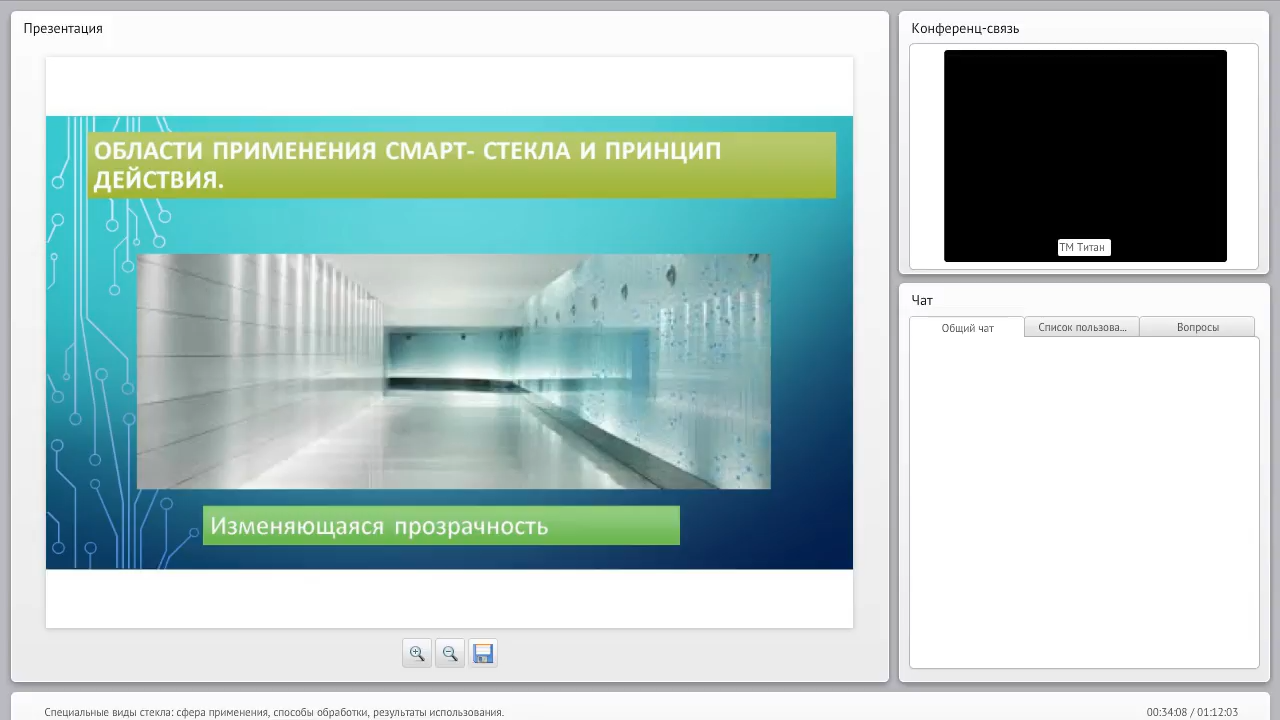 Презентация
ОБЛАСТИ ПРИМЕНЕНИЯ СМАРТ- СТЕКЛА И ПРИНЦИП
ДЕЙСТВИЯ.
Изменяющаяся прозрачность
Конференц-связь
ТМ Титан
Чат
Общий чат
Список пользова...
Вопросы
Специальные виды стекла: сфера применения, способы обработки, результаты использования.
00:34:08 / 01:12:03